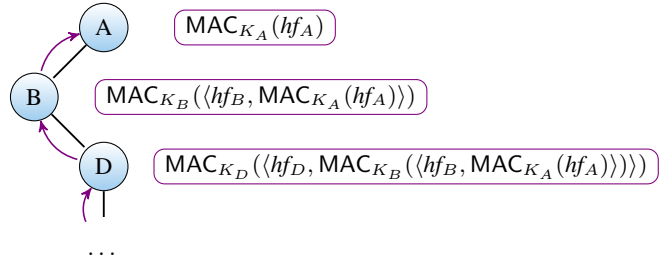 A MAC_{K_A}(hf_A)
B MAC_{K_B}(⟨hf_B, MAC_{K_A}(hf_A)⟩)
D MAC_{K_D}(⟨hf_D, MAC_{K_B}(⟨hf_B, MAC_{K_A}(hf_A)⟩)⟩)
...